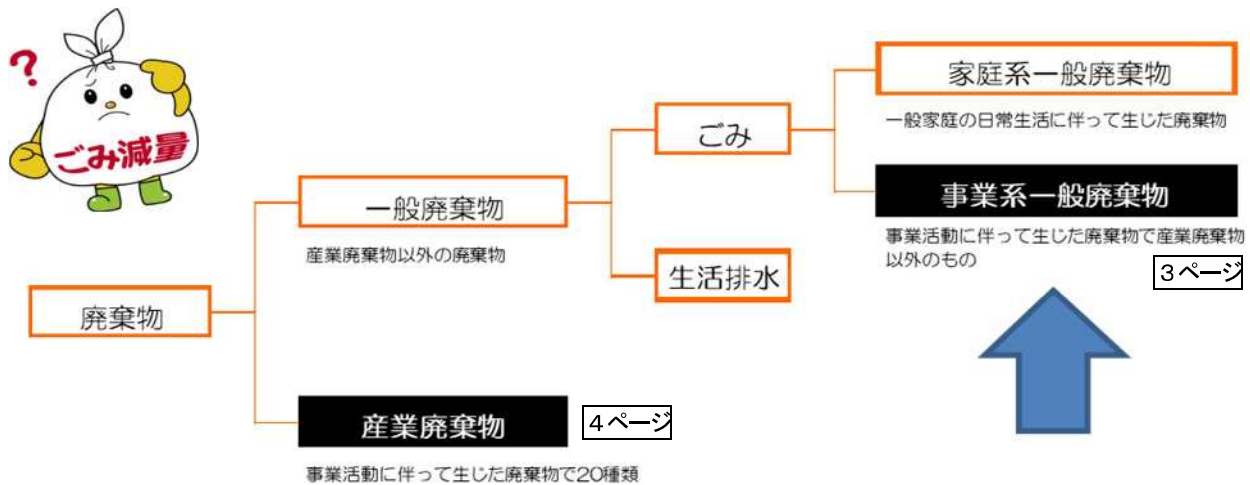 ?
ごみ減量
廃棄物
一般廃棄物
産業廃棄物以外の廃棄物
産業廃棄物
4ページ
事業活動に伴って生じた廃棄物で20種類
ごみ
生活排水
家庭系一般廃棄物
一般家庭の日常生活に伴って生じた廃棄物
事業系一般廃棄物
事業活動に伴って生じた廃棄物で産業廃棄物
以外のもの
3ページ